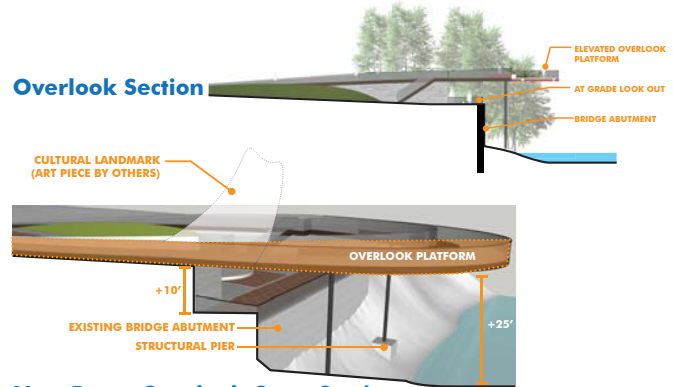 ELEVATED OVERLOOK
PLATFORM
Overlook Section
AT GRADE LOOK OUT
BRIDGE ABUTMENT
CULTURAL LANDMARK
(ART PIECE BY OTHERS)
OVERLOOK PLATFORM
+10'
+25'
EXISTING BRIDGE ABUTMENT
STRUCTURAL PIER